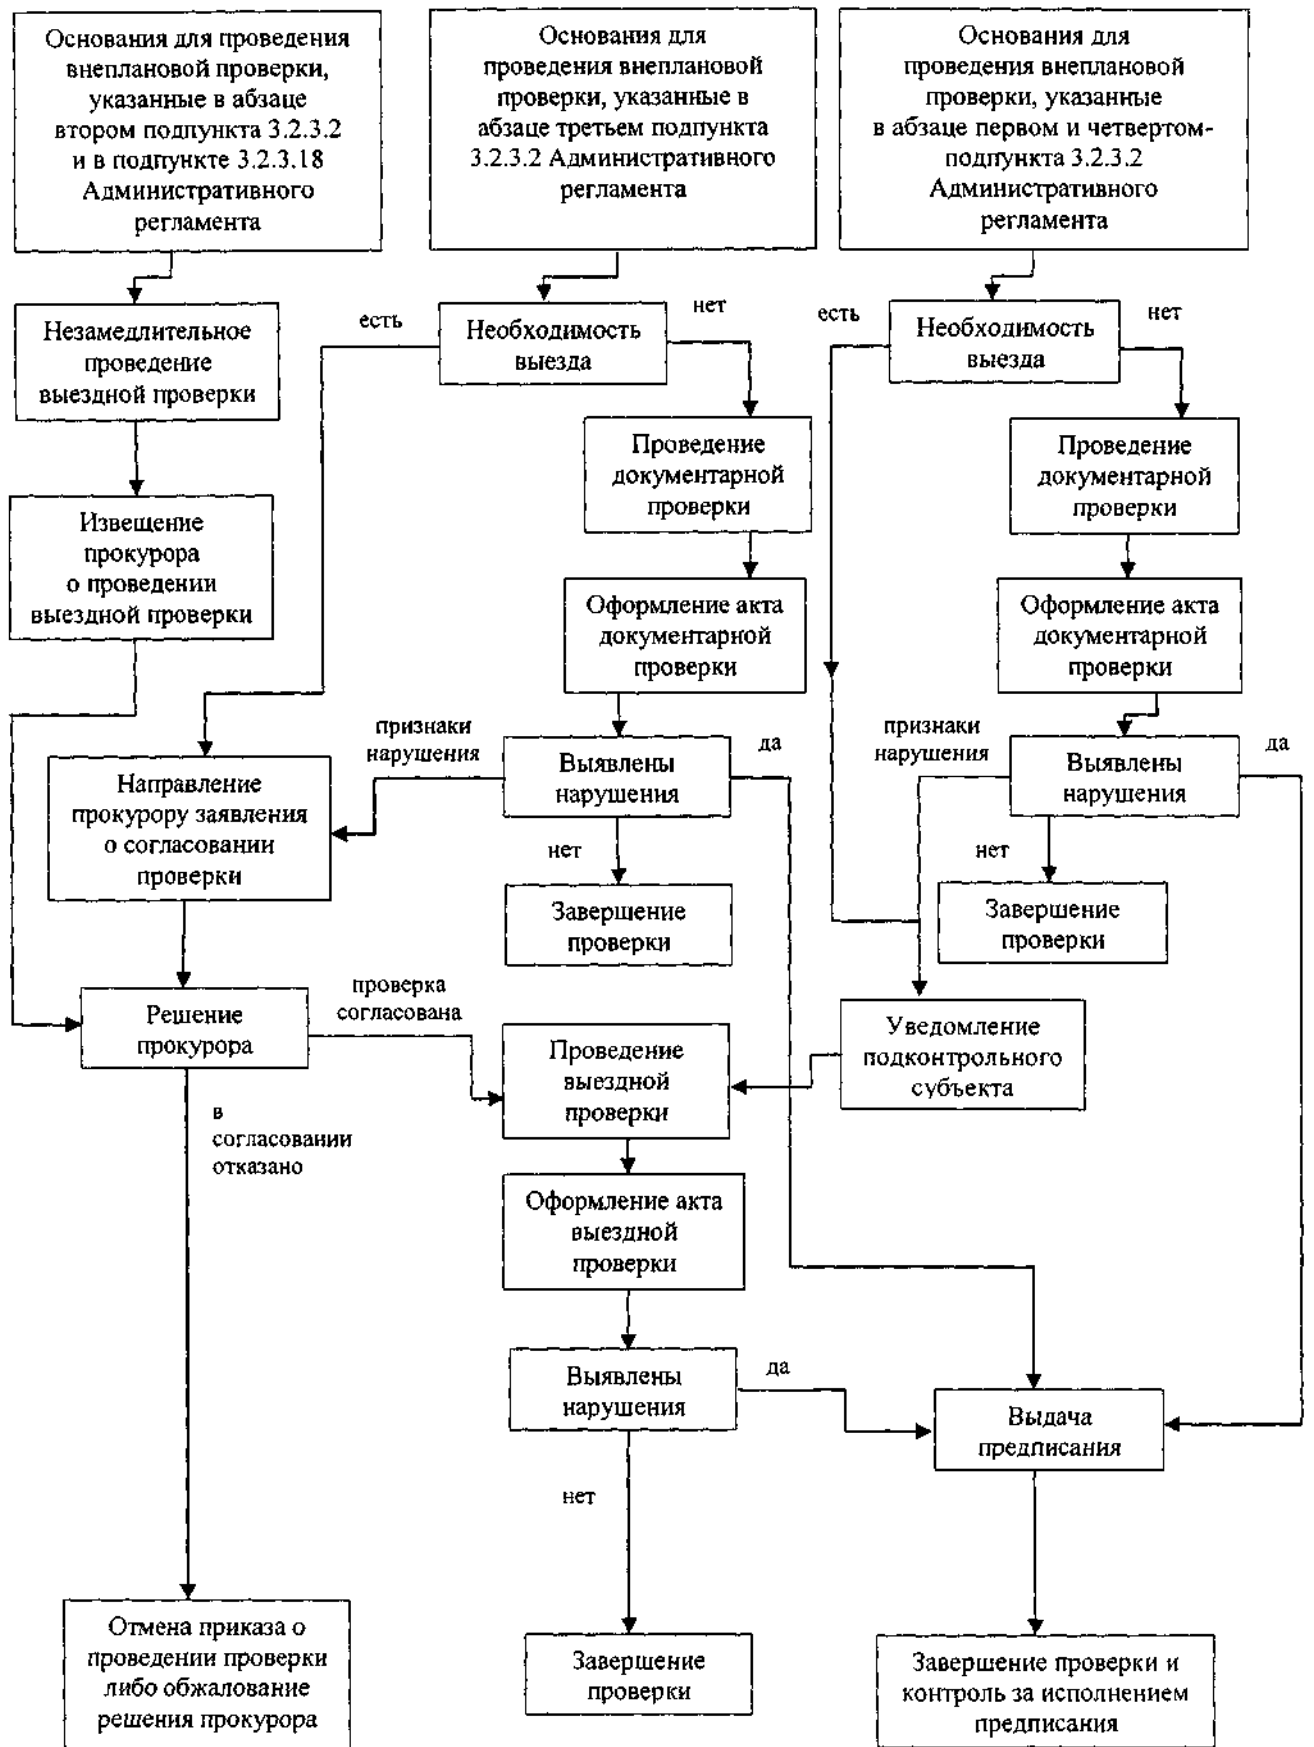 Основания для проведения
внеплановой проверки,
указанные в абзаце
втором подпункта 3.2.3.2
и в подпункте 3.2.3.18
Административного
регламента
Основания для
проведения внеплановой
проверки, указанные в
абзаце третьем подпункта
3.2.3.2 Административного
регламента
Основания для
проведения внеплановой
проверки, указанные
в абзаце первом и четвертом-
подпункта 3.2.3.2
Административного
регламента
Незамедлительное
проведение
выездной проверки
есть
Необходимость
выезда
нет
есть
Необходимость
выезда
нет
Проведение
документарной
проверки
Проведение
документарной
проверки
Извещение
прокурора
о проведении
выездной проверки
Оформление акта
документарной
проверки
Оформление акта
документарной
проверки
признаки
нарушения
Выявлены
нарушения
да
признаки
нарушения
Выявлены
нарушения
да
Направление
прокурору заявления
о согласовании
проверки
нет
нет
Завершение
проверки
Завершение
проверки
Решение
прокурора
проверка
согласована
Проведение
выездной
проверки
Уведомление
подконтрольного
субъекта
в
согласовании
отказано
Оформление акта
выездной
проверки
Выявлены
нарушения
да
Выдача
предписания
нет
Отмена приказа о
проведении проверки
либо обжалование
решения прокурора
Завершение
проверки
Завершение проверки и
контроль за исполнением
предписания